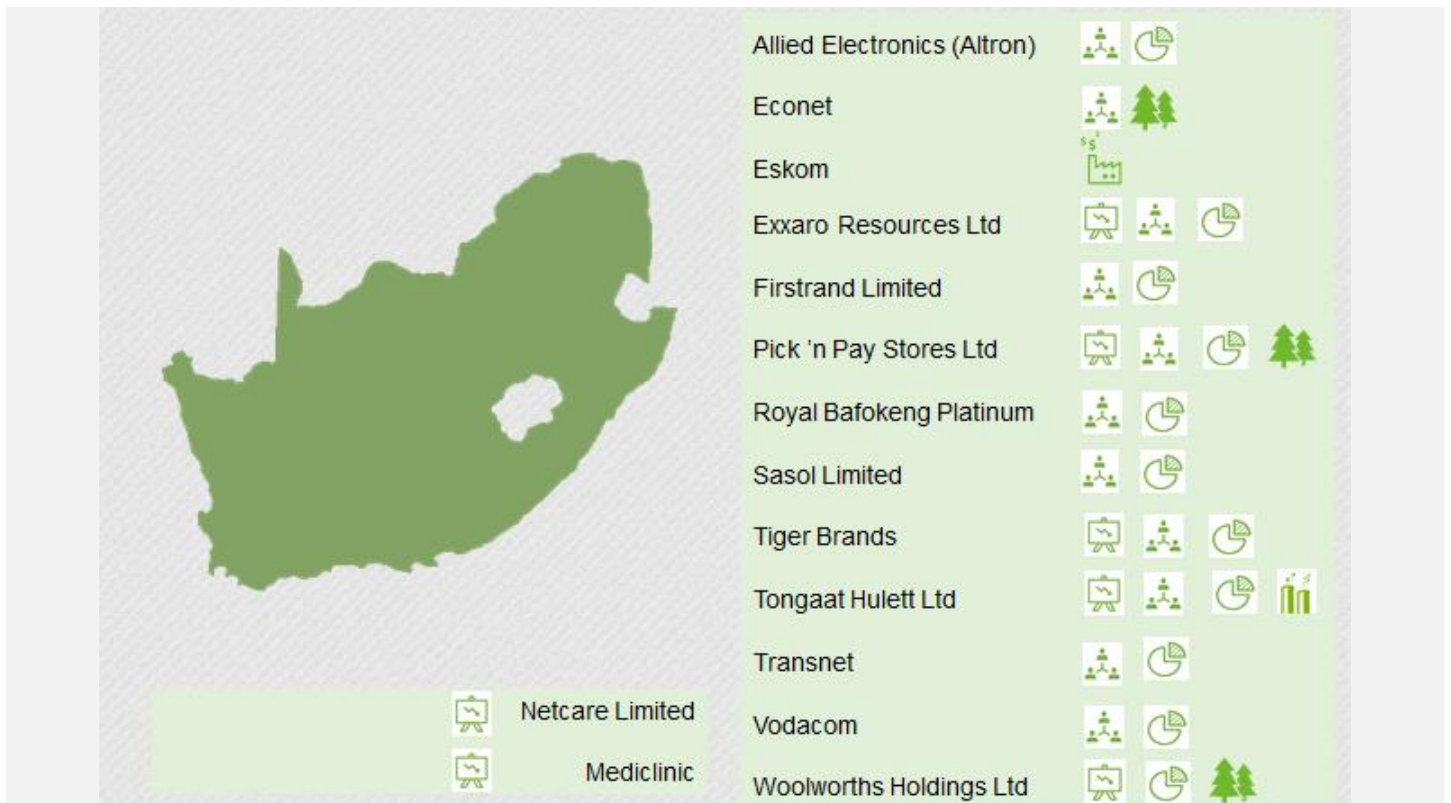 Allied Electronics (Altron)
Econet
Eskom
Exxaro Resources Ltd
Firstrand Limited
Pick 'n Pay Stores Ltd
Royal Bafokeng Platinum
Sasol Limited
Tiger Brands
Tongaat Hulett Ltd
Transnet
Vodacom
Woolworths Holdings Ltd
Netcare Limited
Mediclinic